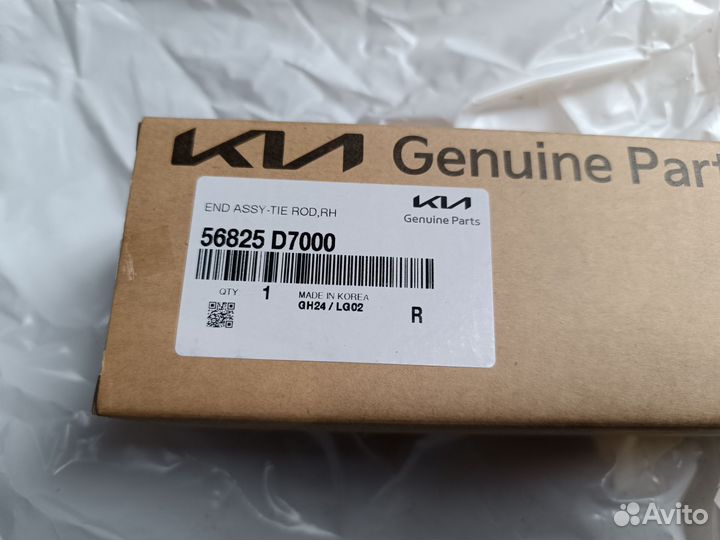 KIA Genuine Part
END ASSY-TIE ROD,RH
KIA
Genuine Parts
56825 D7000
QTY 1 MADE IN KOREA
GH24 / LG02
R
Avito